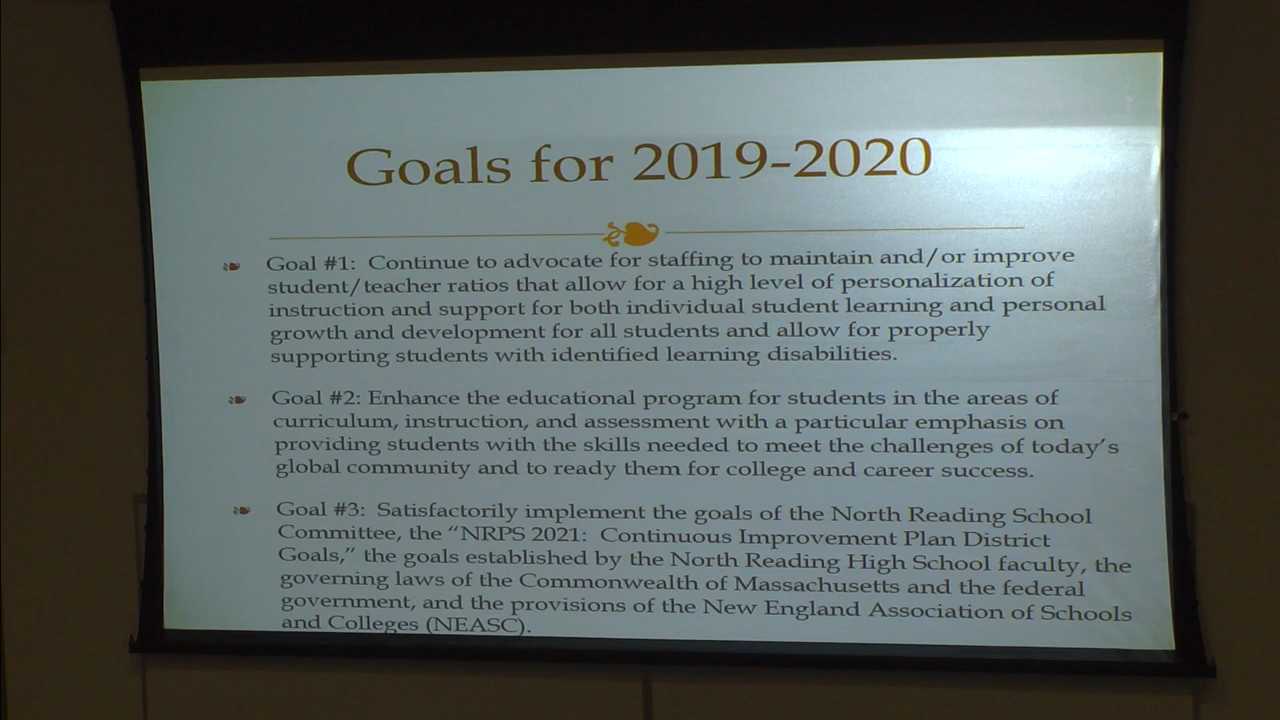 Goals for 2019-2020
Goal #1: Continue to advocate for staffing to maintain and/or improve
student/teacher ratios that allow for a high level of personalization of
instruction and support for both individual student learning and personal
growth and development for all students and allow for properly
supporting students with identified learning disabilities.
Goal #2: Enhance the educational program for students in the areas of
curriculum, instruction, and assessment with a particular emphasis on
providing students with the skills needed to meet the challenges of today's
global community and to ready them for college and career success.
Goal #3: Satisfactorily implement the goals of the North Reading School
Committee, the "NRPS 2021: Continuous Improvement Plan District
Goals," the goals established by the North Reading High School faculty, the
governing laws of the Commonwealth of Massachusetts and the federal
government, and the provisions of the New England Association of Schools
and Colleges (NEASC).